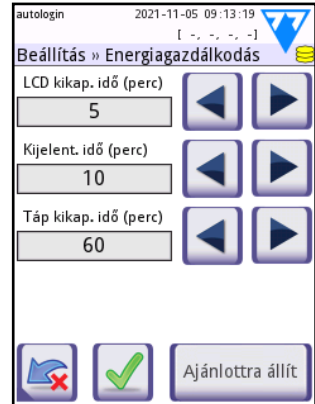 autologin 2021-11-05 09:13:19
[ -, -, -, -]
Beállítás » Energiagazdálkodás
LCD kikap. idő (perc)
5
Kijelent. idő (perc)
10
Táp kikap. idő (perc)
60
Ajánlottra állít